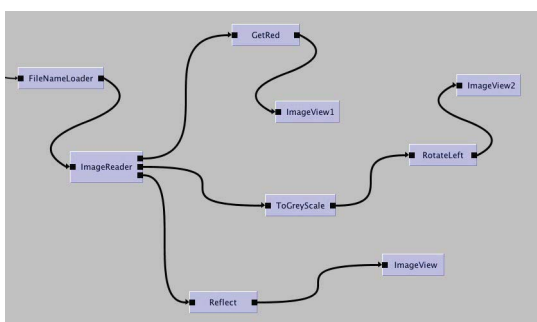 GetRed
FileNameLoader
ImageView2
ImageView1
RotateLeft
ImageReader
ToGreyScale
ImageView
Reflect